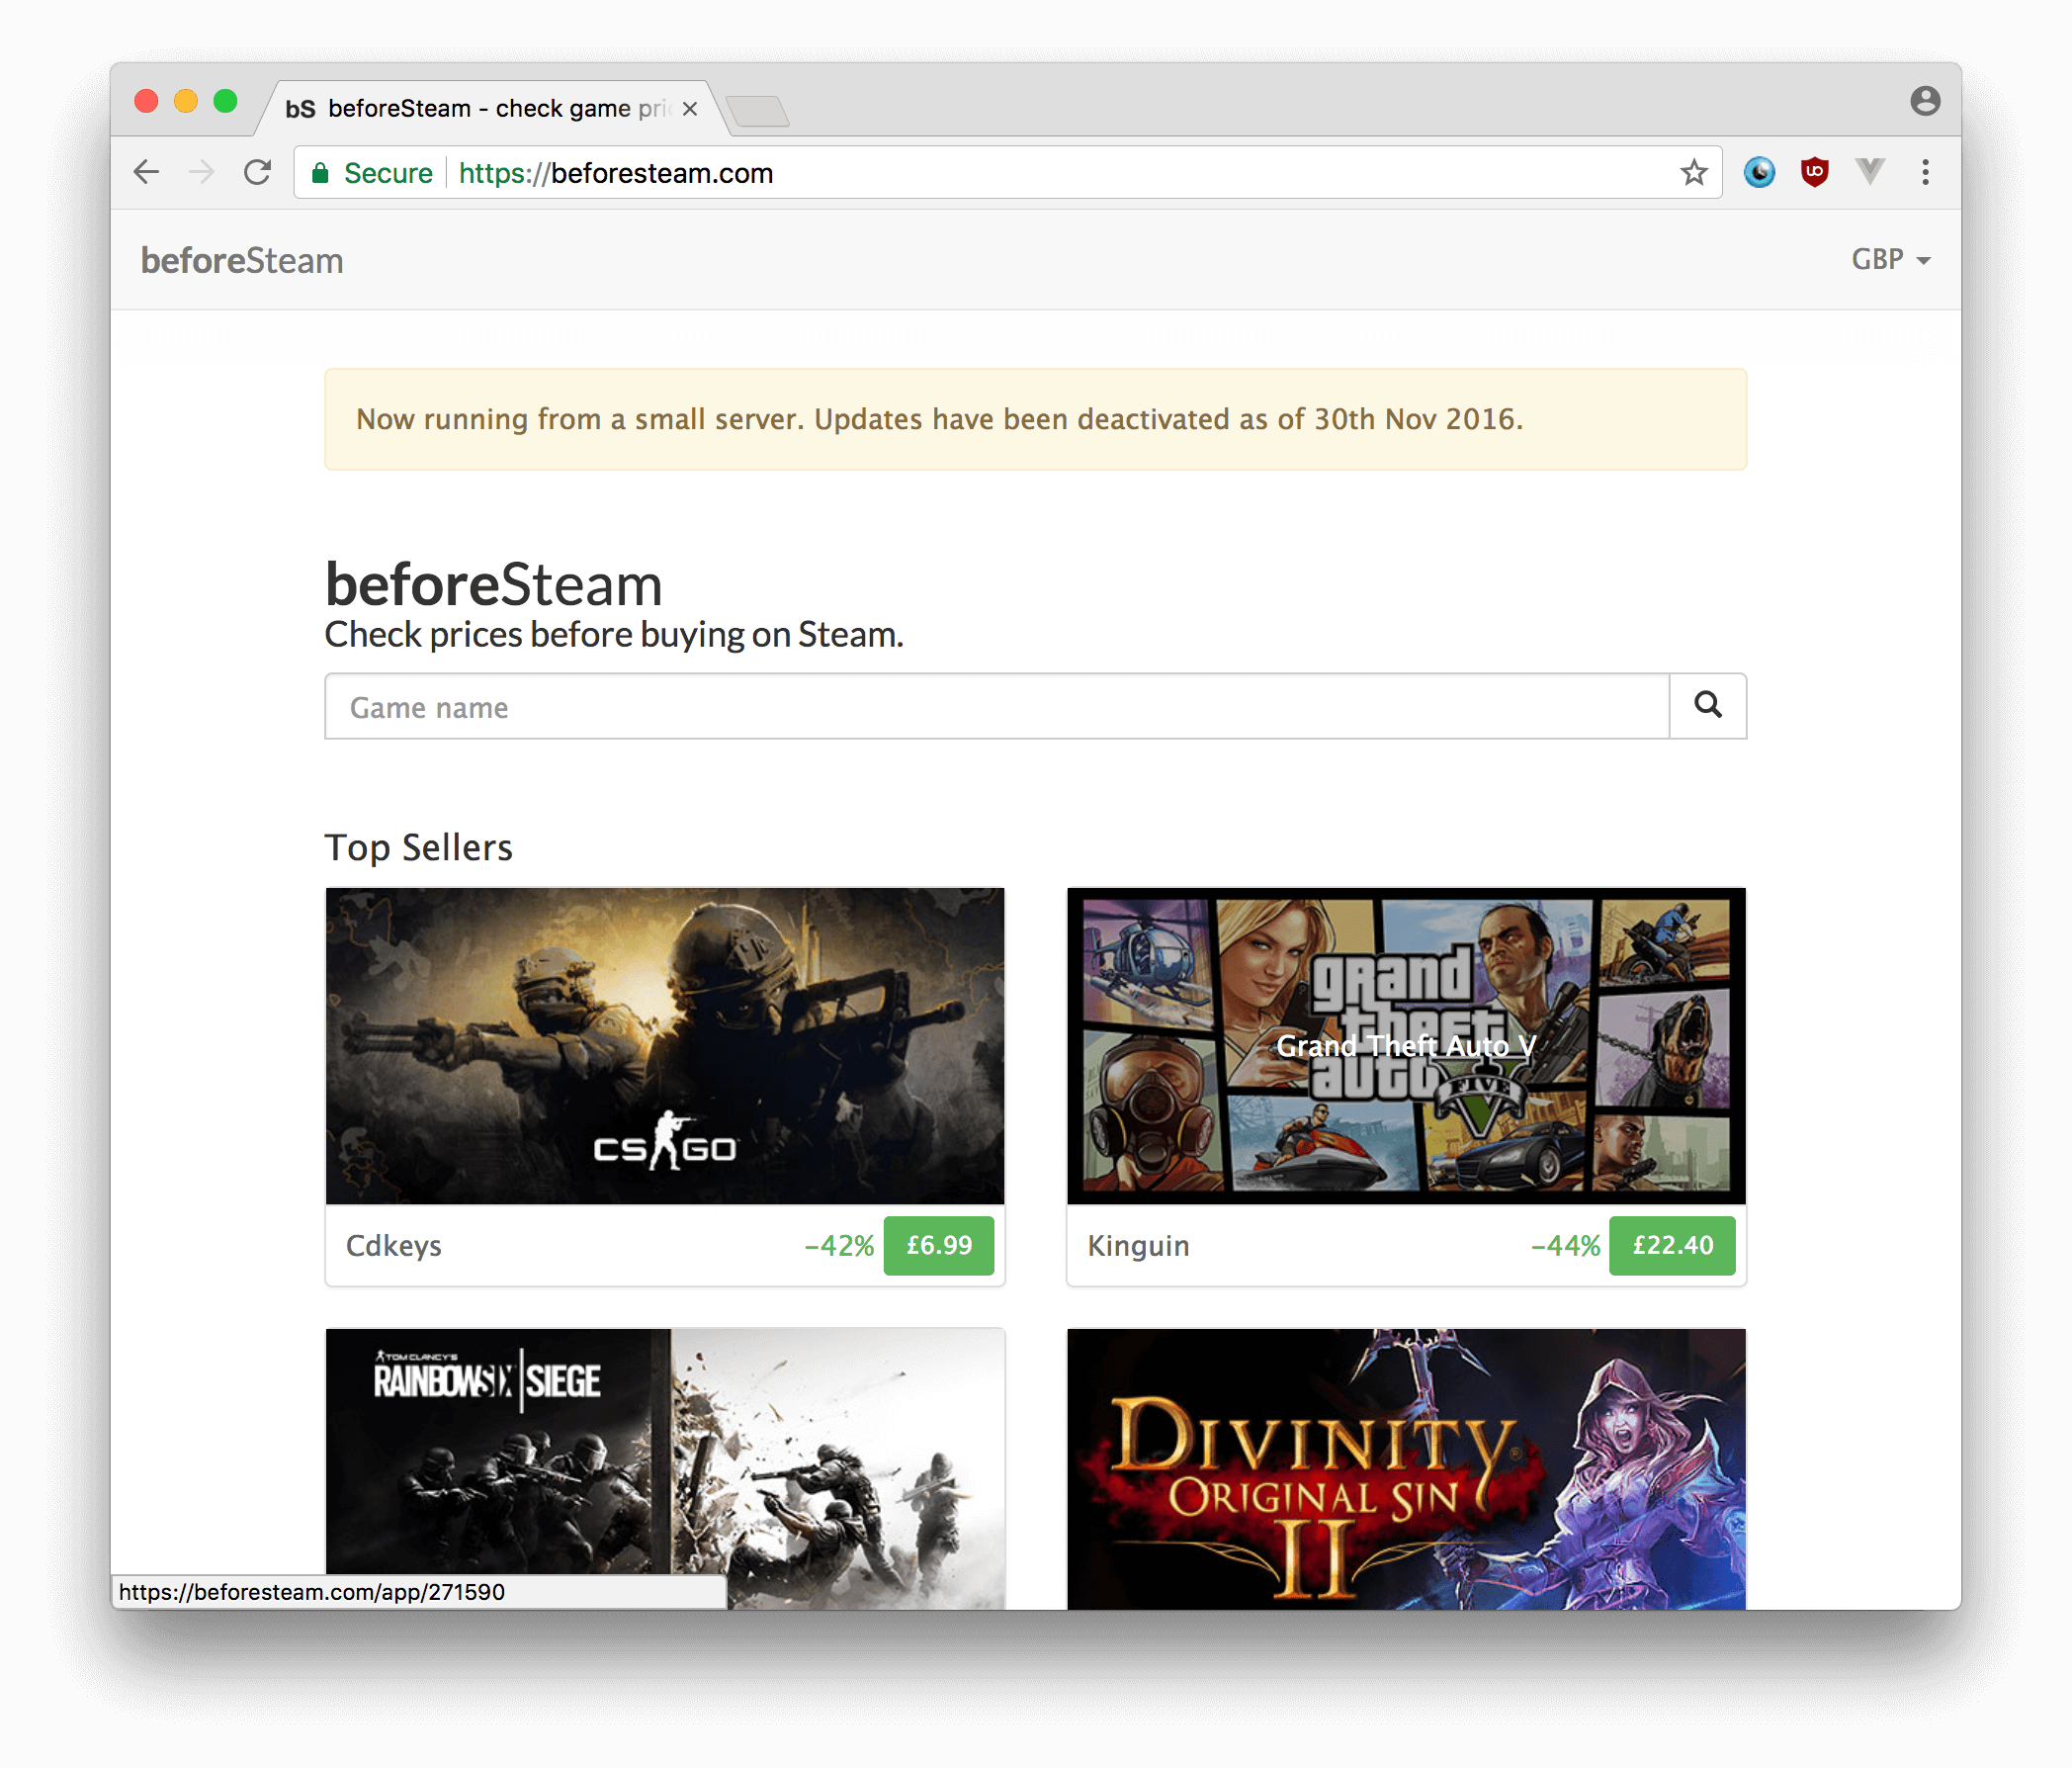 bS beforeSteam - check game pri
Secure https://beforesteam.com
beforeSteam
GBP
Now running from a small server. Updates have been deactivated as of 30th Nov 2016.
beforeSteam
Check prices before buying on Steam.
Game name
Top Sellers
CS GO
grand
theft
auto
FIVE
V
Grand Theft Auto V
Cdkeys -42% £6.99
Kinguin -44% £22.40
TOM CLANCY'S
RAINBOWSIX SIEGE
DIVINITY®
ORIGINAL SIN
II
https://beforesteam.com/app/271590